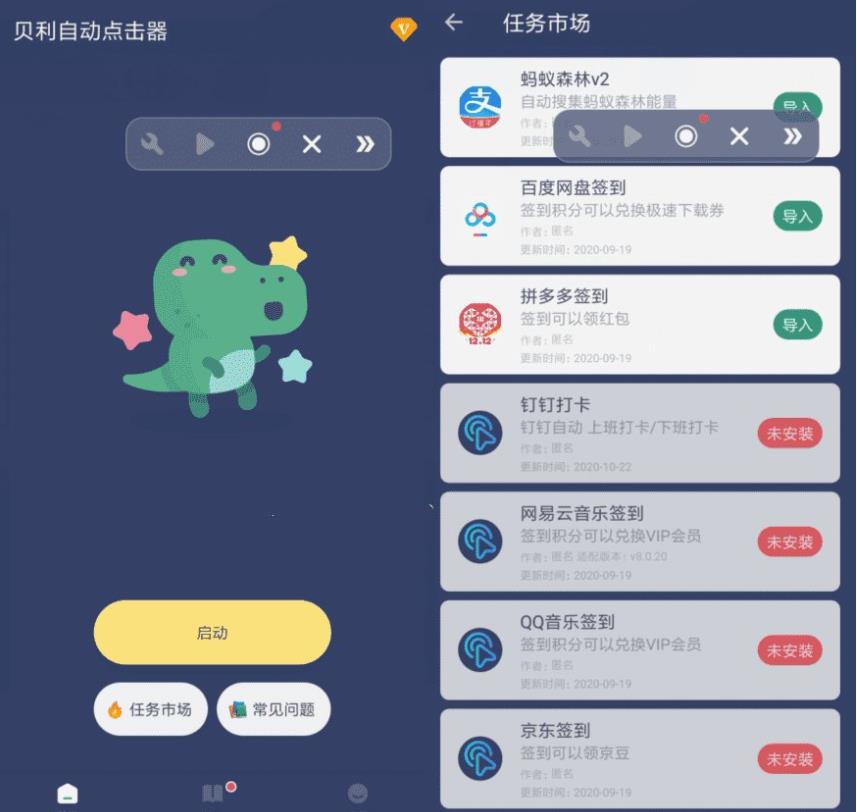 贝利自动点击器
V
启动
任务市场
常见问题
任务市场
蚂蚁森林v2
自动搜集蚂蚁森林能量
作者:
更新时
导入
百度网盘签到
签到积分可以兑换极速下载券
作者: 匿名
更新时间: 2020-09-19
导入
拼多多签到
签到可以领红包
作者: 匿名
更新时间: 2020-09-19
导入
12.12
钉钉打卡
钉钉自动 上班打卡/下班打卡
作者: 匿名
更新时间: 2020-10-22
未安装
网易云音乐签到
签到积分可以兑换VIP会员
作者: 匿名 适配版本: v8.0.20
更新时间: 2020-09-19
未安装
QQ音乐签到
签到积分可以兑换VIP会员
作者: 匿名
更新时间: 2020-09-19
未安装
京东签到
签到可以领京豆
作者: 匿名
更新时间: 2020-09-19
未安装